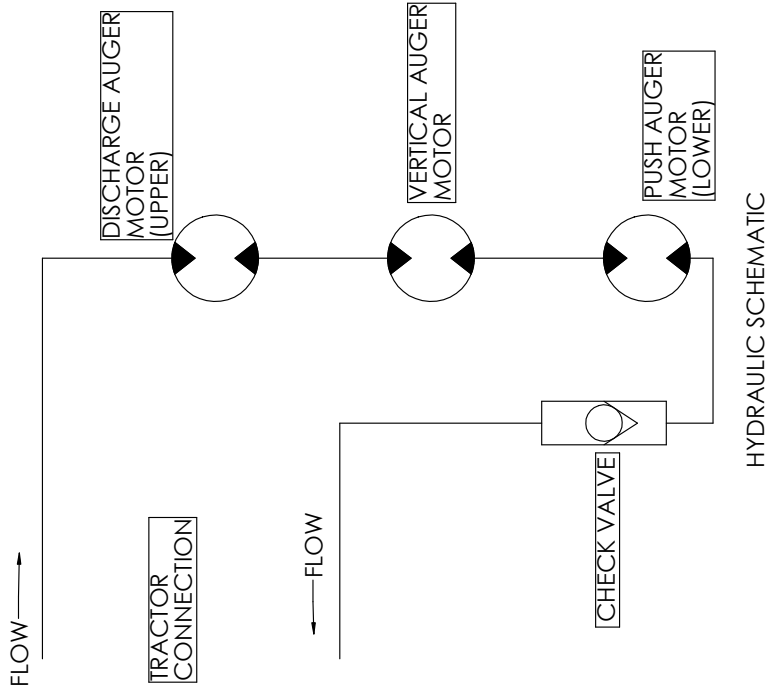 FLOW
DISCHARGE AUGER
MOTOR
(UPPER)
TRACTOR
CONNECTION
FLOW
VERTICAL AUGER
MOTOR
CHECK VALVE
PUSH AUGER
MOTOR
(LOWER)
HYDRAULIC SCHEMATIC